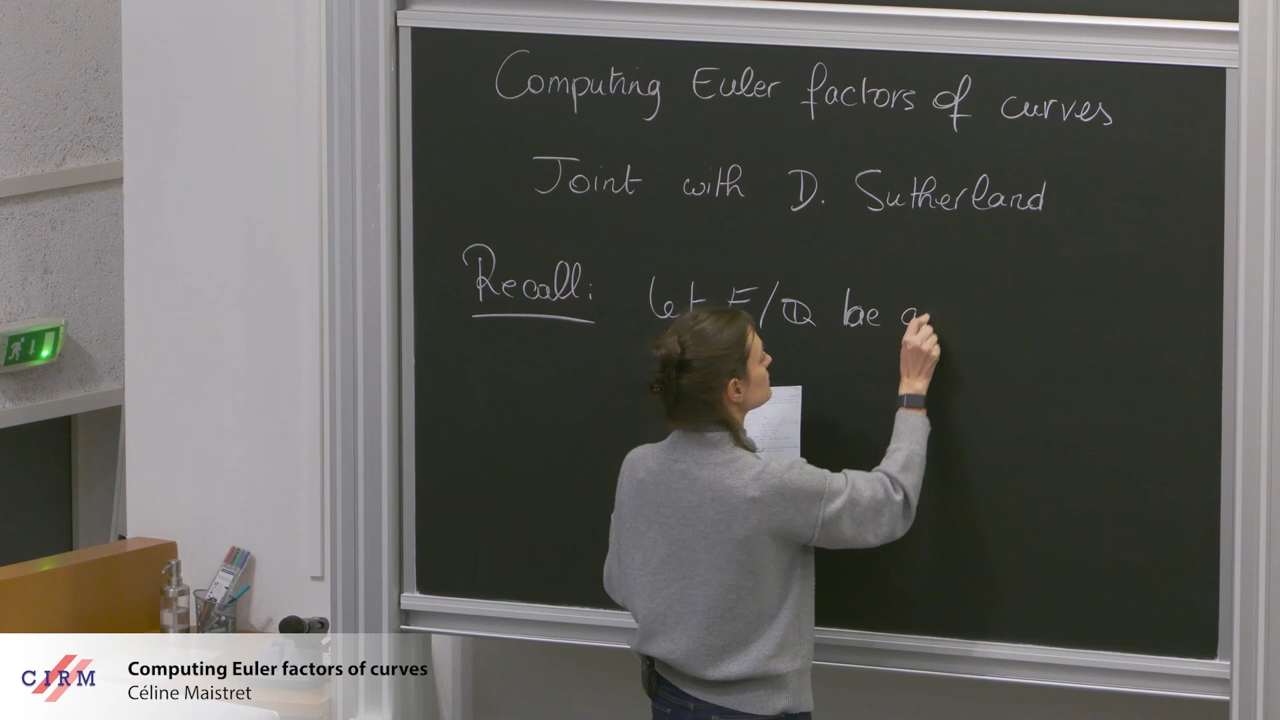 Computing Euler factors of curves
Joint with D. Sutherland
Recall: let E/Q be a
CIRM
Computing Euler factors of curves
Céline Maistret